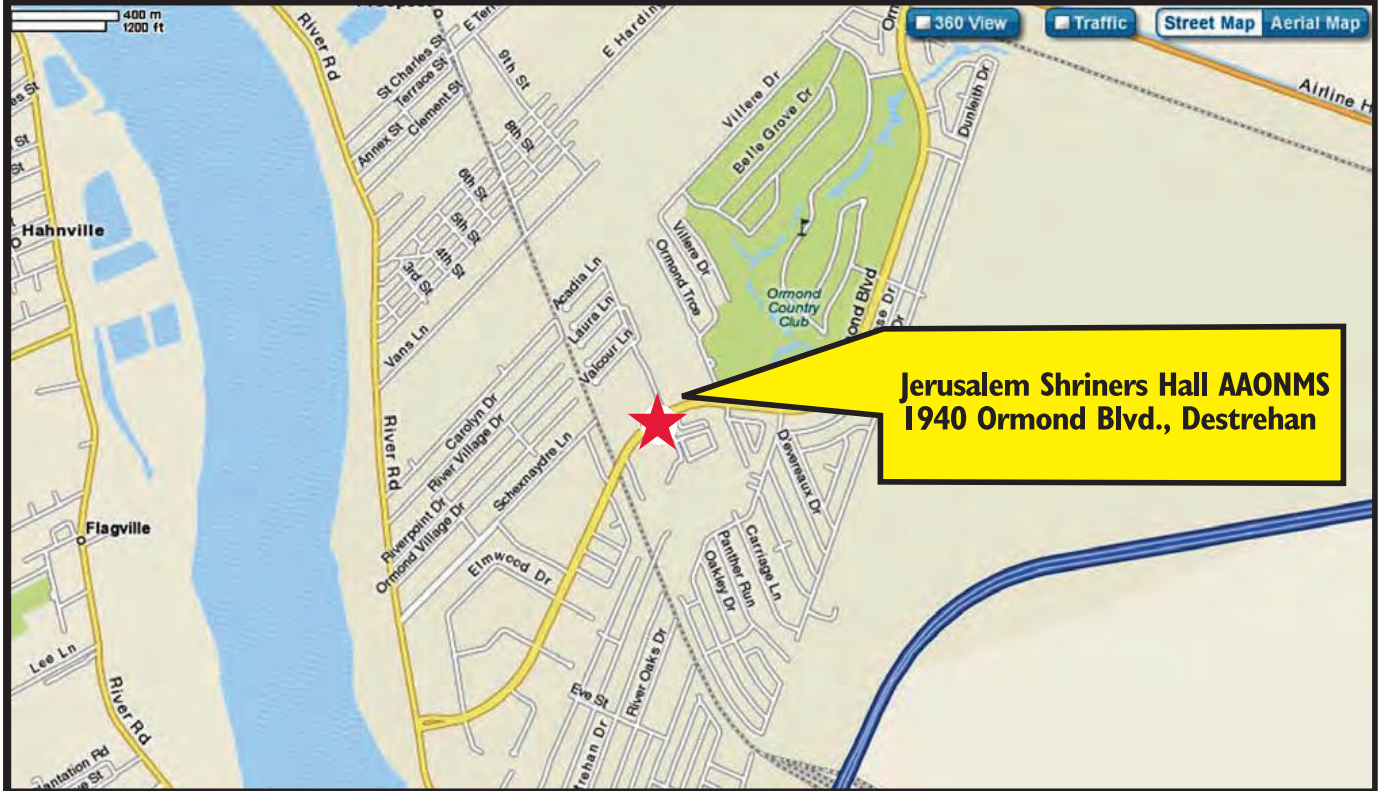 400 m
1200 ft
360 View
Traffic
Street Map
Aerial Map
River Rd
St Charles St
Terrace St
Clement St
Annex St
9th St
8th St
6th St
5th St
4th St
3rd St
Vans Ln
Villere Dr
Belle Grove Dr
Dunleith Dr
Hahnville
Villere Dr
Ormond Trce
Acadia Ln
Laura Ln
Valcour Ln
Ormond
Country
Club
Jerusalem Shriners Hall AAONMS
1940 Ormond Blvd., Destrehan
River Rd
Carolyn Dr
River Village Dr
Schexnaydre Ln
Riverpoint Dr
Ormond Village Dr
Elmwood Dr
D'evereaux Dr
Carriage Ln
Panther Run
Oakley Dr
Flagville
Lee Ln
River Rd
Eve St
River Oaks Dr